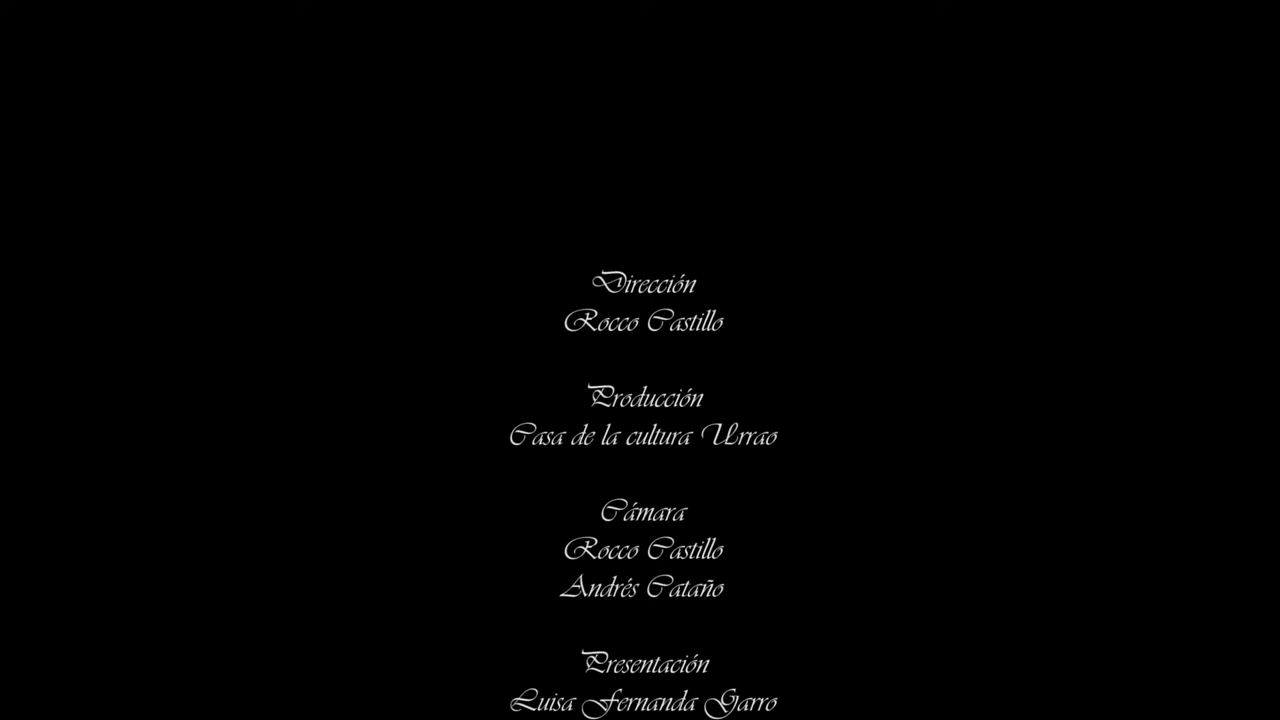 Dirección
Rocco Castillo
Producción
Casa de la cultura Urrao
Cámara
Rocco Castillo
Andrés Cataño
Presentación
Luisa Fernanda Garro